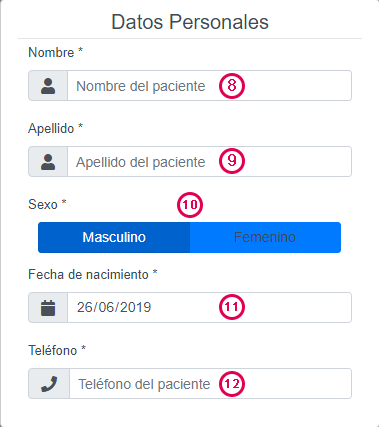 Datos Personales
Nombre *
Nombre del paciente 8
Apellido *
Apellido del paciente 9
Sexo * 10
Masculino Femenino
Fecha de nacimiento *
26/06/2019 11
Teléfono *
Teléfono del paciente 12